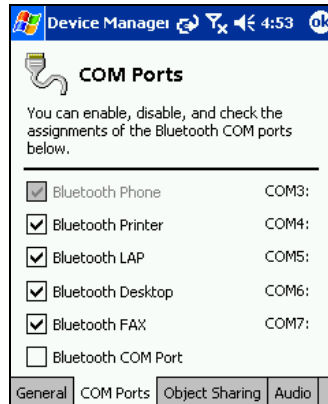 Device Manager 4:53 ok
COM Ports
You can enable, disable, and check the
assignments of the Bluetooth COM ports
below.
Bluetooth Phone COM3:
Bluetooth Printer COM4:
Bluetooth LAP COM5:
Bluetooth Desktop COM6:
Bluetooth FAX COM7:
Bluetooth COM Port
General COM Ports Object Sharing Audio